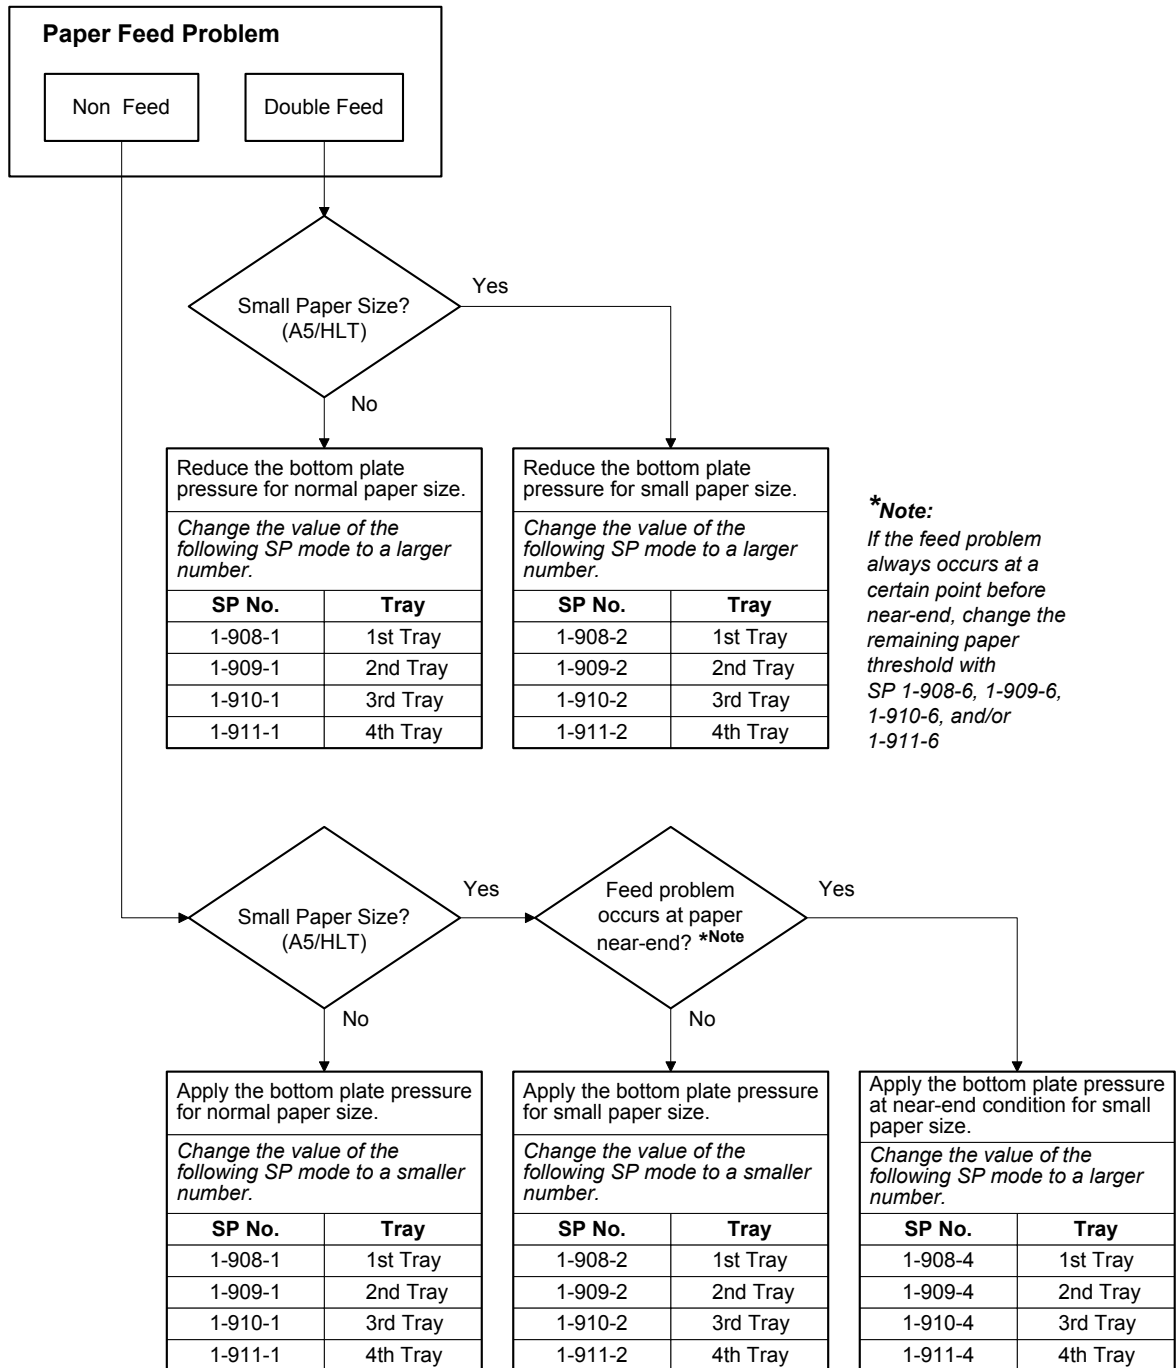 Paper Feed Problem
Non Feed
Double Feed
Small Paper Size?
(A5/HLT)
Yes
No
Reduce the bottom plate
pressure for normal paper size.
Change the value of the
following SP mode to a larger
number.
SP No. Tray
1-908-1 1st Tray
1-909-1 2nd Tray
1-910-1 3rd Tray
1-911-1 4th Tray
Reduce the bottom plate
pressure for small paper size.
Change the value of the
following SP mode to a larger
number.
SP No. Tray
1-908-2 1st Tray
1-909-2 2nd Tray
1-910-2 3rd Tray
1-911-2 4th Tray
*Note:
If the feed problem
always occurs at a
certain point before
near-end, change the
remaining paper
threshold with
SP 1-908-6, 1-909-6,
1-910-6, and/or
1-911-6
Small Paper Size?
(A5/HLT)
Yes
No
Feed problem
occurs at paper
near-end? *Note
Yes
No
Apply the bottom plate pressure
for normal paper size.
Change the value of the
following SP mode to a smaller
number.
SP No. Tray
1-908-1 1st Tray
1-909-1 2nd Tray
1-910-1 3rd Tray
1-911-1 4th Tray
Apply the bottom plate pressure
for small paper size.
Change the value of the
following SP mode to a smaller
number.
SP No. Tray
1-908-2 1st Tray
1-909-2 2nd Tray
1-910-2 3rd Tray
1-911-2 4th Tray
Apply the bottom plate pressure
at near-end condition for small
paper size.
Change the value of the
following SP mode to a larger
number.
SP No. Tray
1-908-4 1st Tray
1-909-4 2nd Tray
1-910-4 3rd Tray
1-911-4 4th Tray